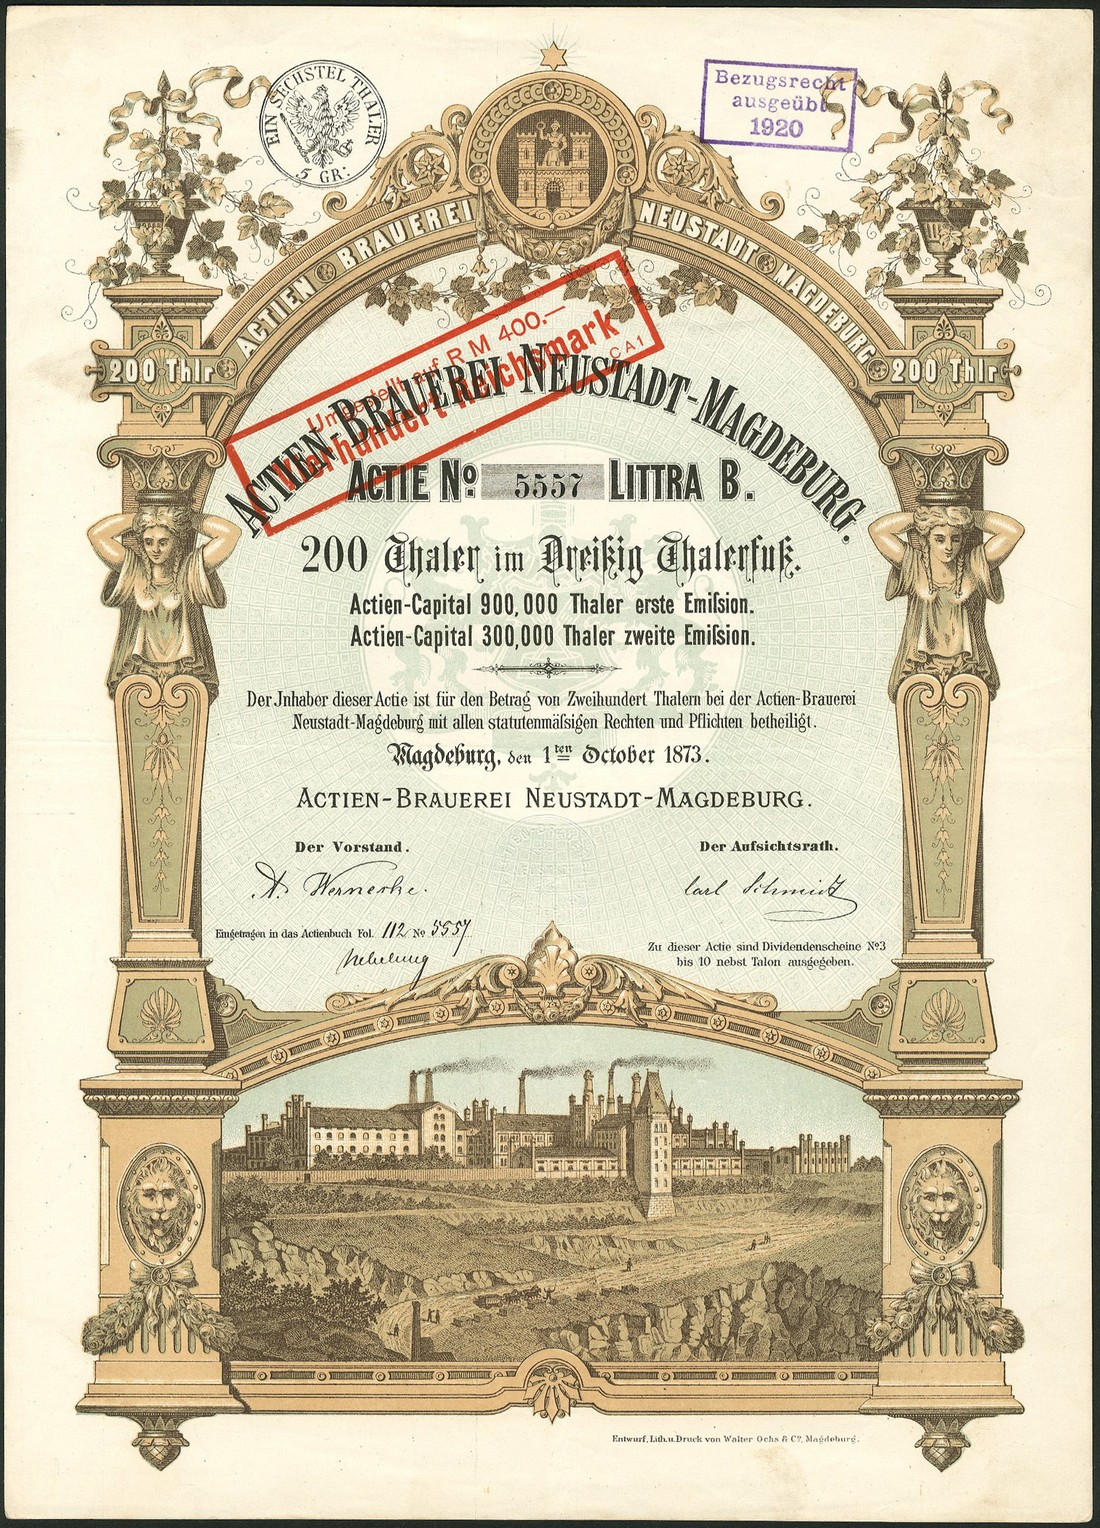 EIN SECHSTEL THALER
5 GR:
Bezugsrecht
ausgeübt
1920
ACTIEN BRAUEREI NEUSTADT MAGDEBURG
200 Thlr
200 Thlr
Umgestellt auf RM 400.—
Vierhundert Reichsmark
CA1
ACTIEN-BRAUEREI NEUSTADT-MAGDEBURG.
ACTIE No. 5557 LITTRA B.
200 Thaler im Dreißig Thalerfuß.
Actien-Capital 900,000 Thaler erste Emiſsion.
Actien-Capital 300,000 Thaler zweite Emiſsion.
Der Jnhaber dieser Actie ist für den Betrag von Zweihundert Thalern bei der Actien-Brauerei
Neustadt-Magdeburg mit allen statutenmäſsigen Rechten und Pflichten betheiligt.
Magdeburg, den 1ten October 1873.
ACTIEN-BRAUEREI NEUSTADT-MAGDEBURG.
Der Vorstand.
Der Aufsichtsrath.
A. Wernecke.
Carl Schmidt
Eingetragen in das Actienbuch Fol. 112 No 5557
Nebelung
Zu dieser Actie sind Dividendenscheine No 3
bis 10 nebst Talon ausgegeben.
Entwurf, Lith. u. Druck von Walter Ochs & Co, Magdeburg.